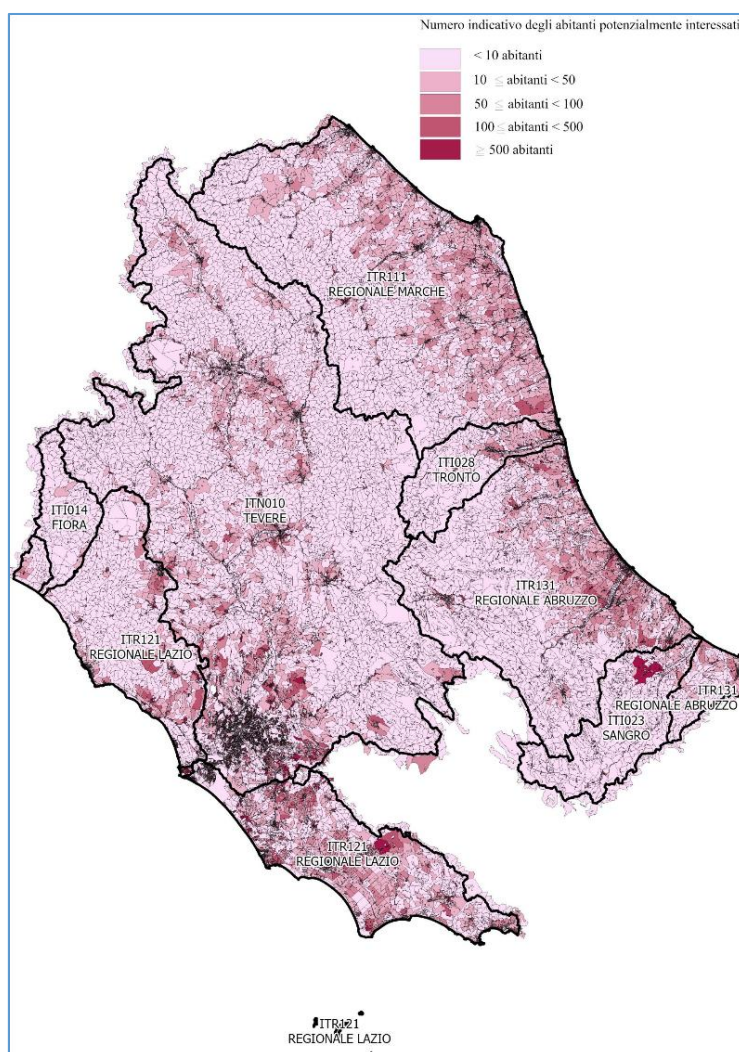 Numero indicativo degli abitanti potenzialmente interessati
< 10 abitanti
10 ≤ abitanti < 50
50 ≤ abitanti < 100
100 ≤ abitanti < 500
≥ 500 abitanti
ITR111
REGIONALE MARCHE
ITI028
TRONTO
ITI014
FIORA
ITN010
TEVERE
ITR131
REGIONALE ABRUZZO
ITR121
REGIONALE LAZIO
ITR131
REGIONALE ABRUZZO
ITI023
SANGRO
ITR121
REGIONALE LAZIO
ITR121
REGIONALE LAZIO